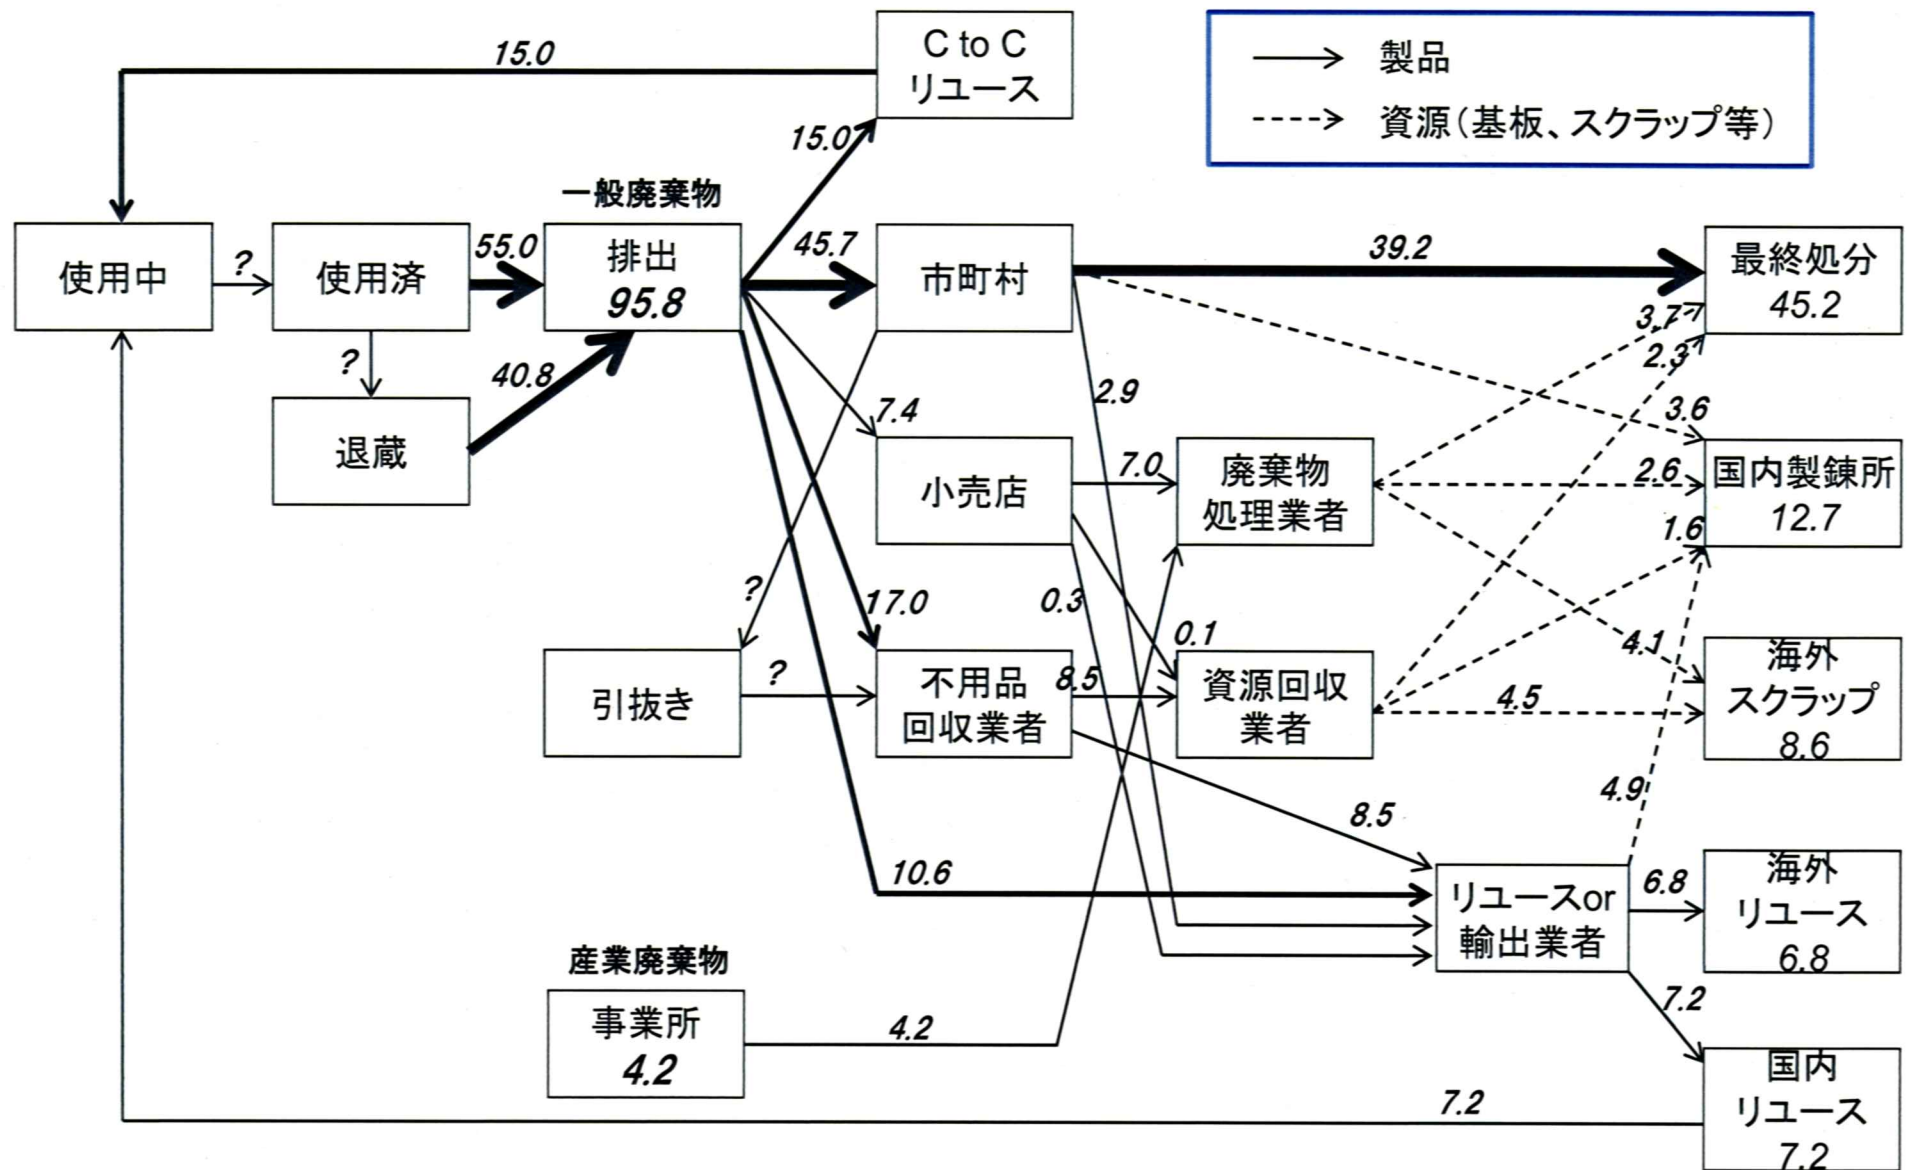 15.0
C to C
リユース
製品
資源（基板、スクラップ等）
15.0
一般廃棄物
使用中
?
使用済
55.0
排出
95.8
45.7
市町村
39.2
最終処分
45.2
?
40.8
退蔵
3.7
2.3
2.9
3.6
7.4
小売店
7.0
廃棄物
処理業者
2.6
国内製錬所
12.7
1.6
?
17.0
0.3
0.1
4.1
引抜き
?
不用品
回収業者
8.5
資源回収
業者
4.5
海外
スクラップ
8.6
4.9
8.5
10.6
リユースor
輸出業者
6.8
海外
リユース
6.8
産業廃棄物
事業所
4.2
4.2
7.2
国内
リユース
7.2
7.2